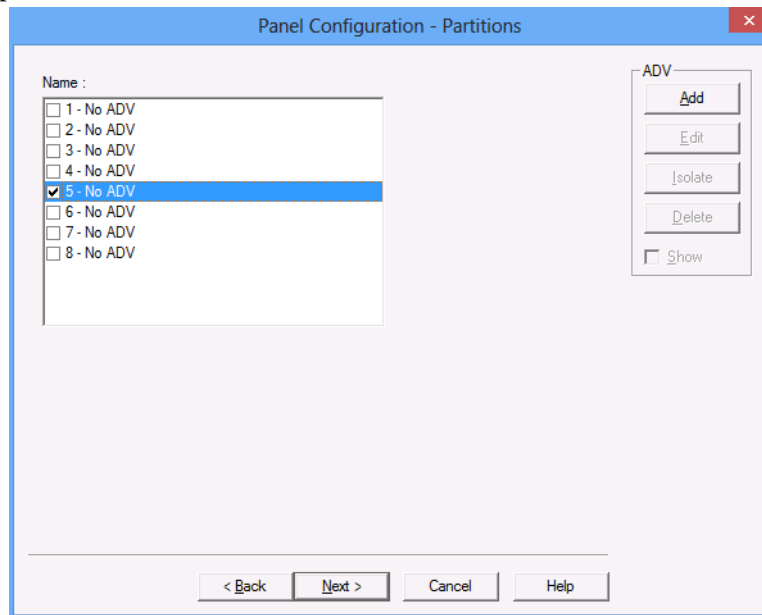 Panel Configuration - Partitions
Name :
1 - No ADV
2 - No ADV
3 - No ADV
4 - No ADV
5 - No ADV
6 - No ADV
7 - No ADV
8 - No ADV
ADV
Add
Edit
Isolate
Delete
Show
< Back
Next >
Cancel
Help